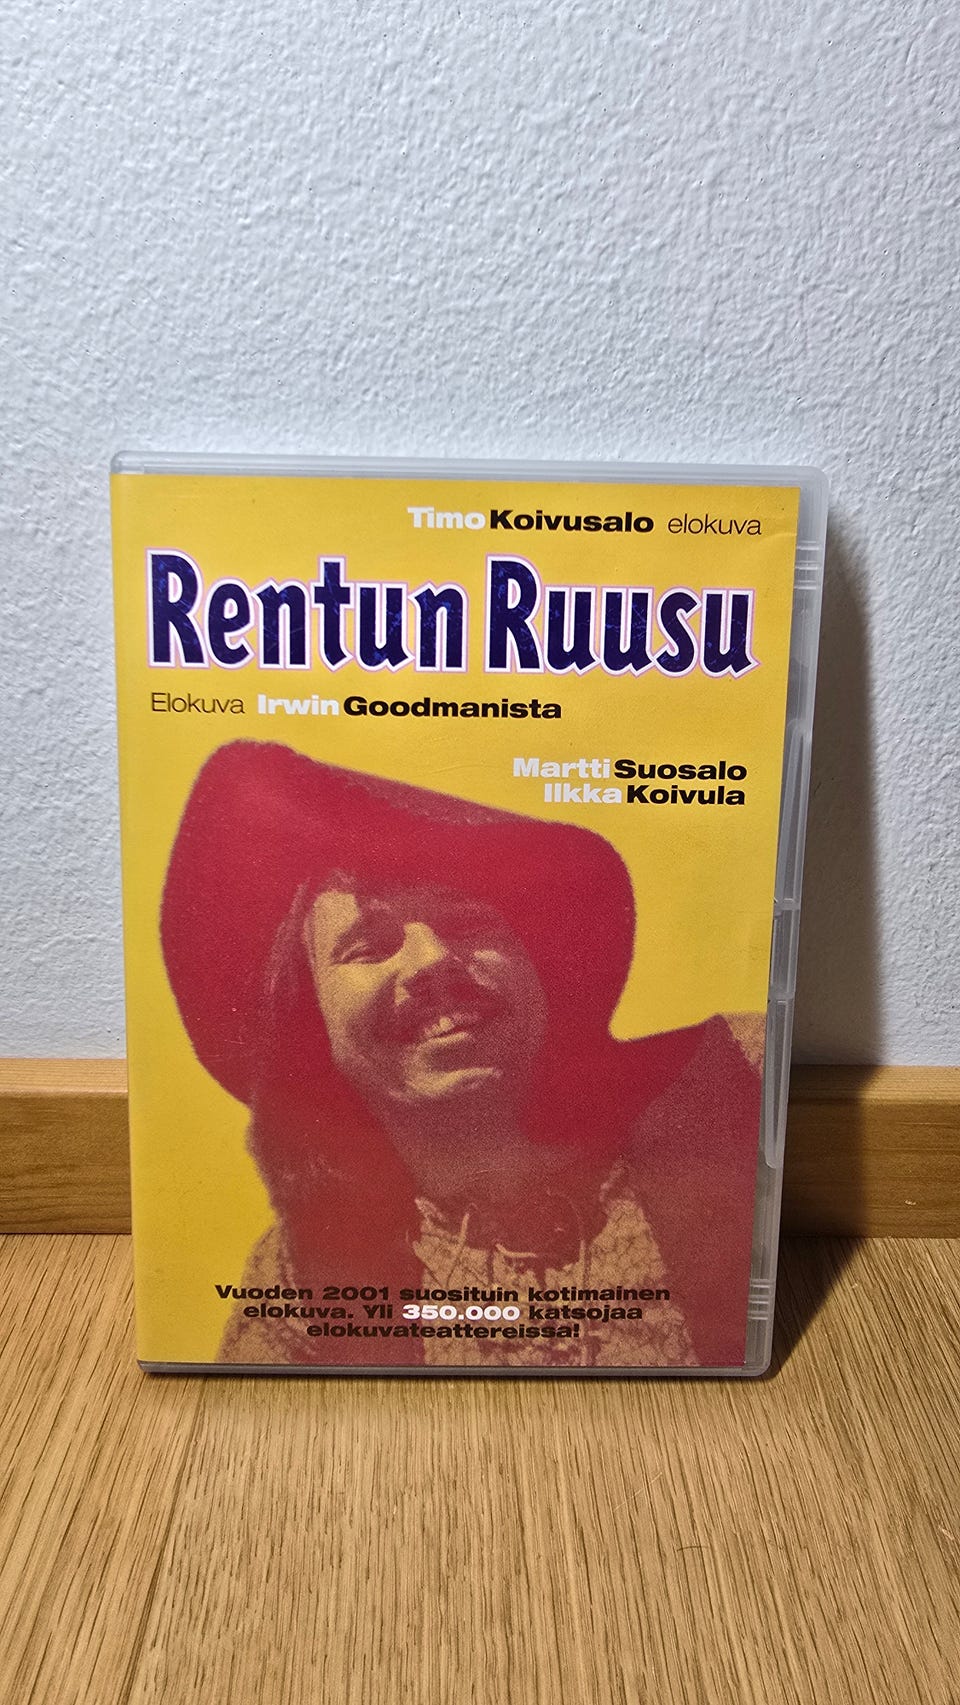 Timo Koivusalo elokuva
Rentun Ruusu
Elokuva Irwin Goodmanista
Martti Suosalo
Ilkka Koivula
Vuoden 2001 suosituin kotimainen
elokuva. Yli 350.000 katsojaa
elokuvateattereissa!